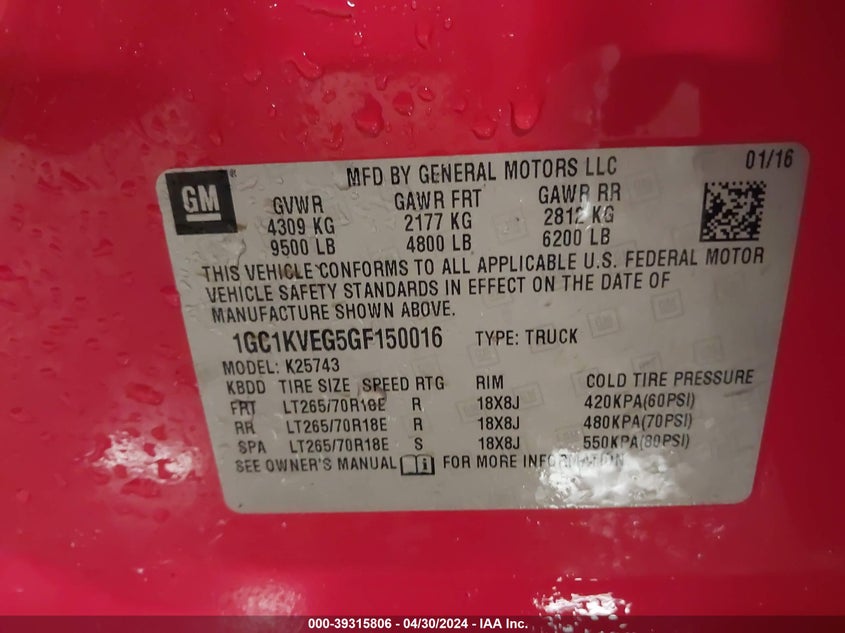 MFD BY GENERAL MOTORS LLC 01/16
GM
GVWR GAWR FRT GAWR RR
4309 KG 2177 KG 2812 KG
9500 LB 4800 LB 6200 LB
THIS VEHICLE CONFORMS TO ALL APPLICABLE U.S. FEDERAL MOTOR
VEHICLE SAFETY STANDARDS IN EFFECT ON THE DATE OF
MANUFACTURE SHOWN ABOVE.
1GC1KVEG5GF150016 TYPE: TRUCK
MODEL: K25743
KBDD TIRE SIZE SPEED RTG RIM COLD TIRE PRESSURE
FRT LT265/70R18E R 18X8J 420KPA(60PSI)
RR LT265/70R18E R 18X8J 480KPA(70PSI)
SPA LT265/70R18E S 18X8J 550KPA(80PSI)
SEE OWNER'S MANUAL FOR MORE INFORMATION
000-39315806 - 04/30/2024 - IAA Inc.